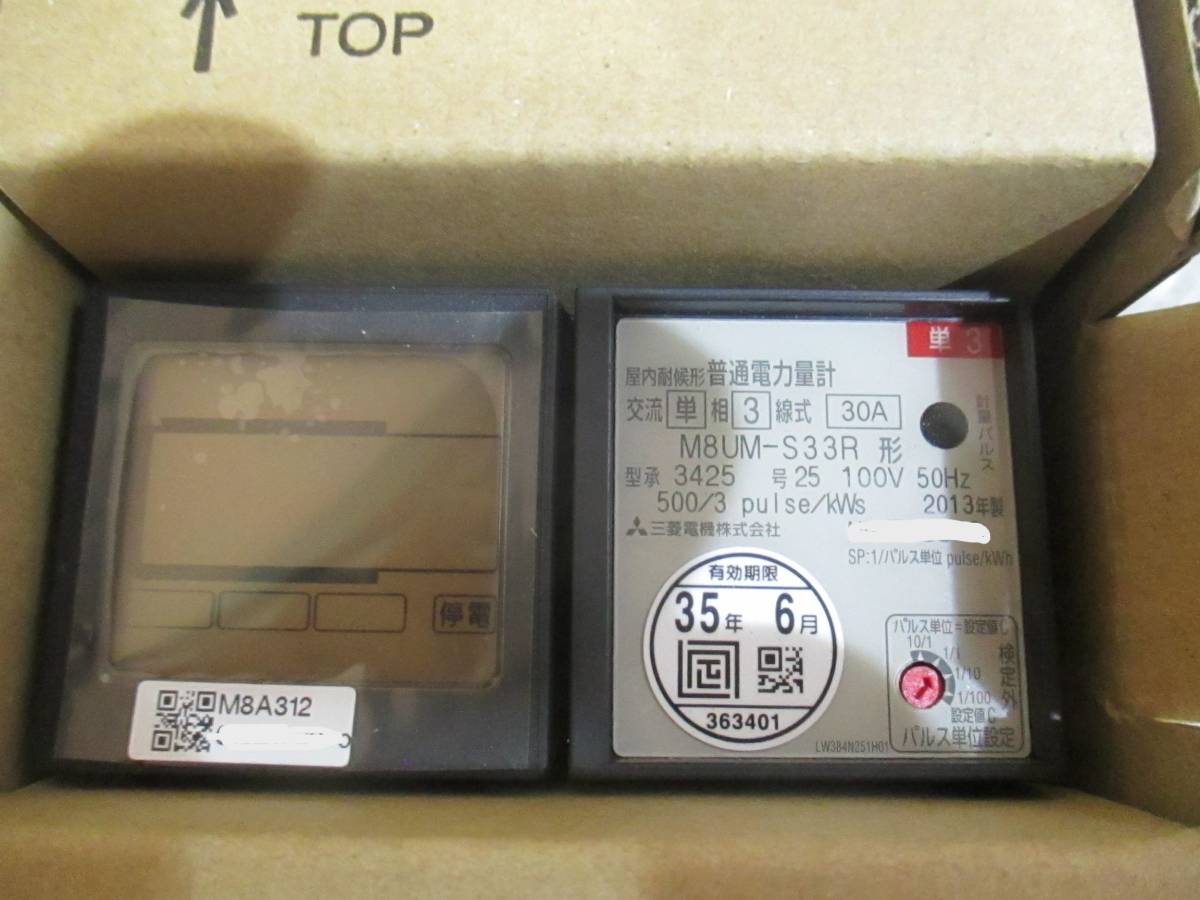 TOP
停電
M8A312
単3
屋内耐候形 普通電力量計
交流 単 相 3 線式 30A
M8UM-S33R 形
計量パルス
型承 3425 号25 100V 50Hz
500/3 pulse/kWs 2013年製
三菱電機株式会社
SP:1/パルス単位 pulse/kWh
有効期限
35年 6月
363401
パルス単位=設定値C
10/1
1/1
1/10
1/100
検定外
設定値C
パルス単位設定
LW384N251H01